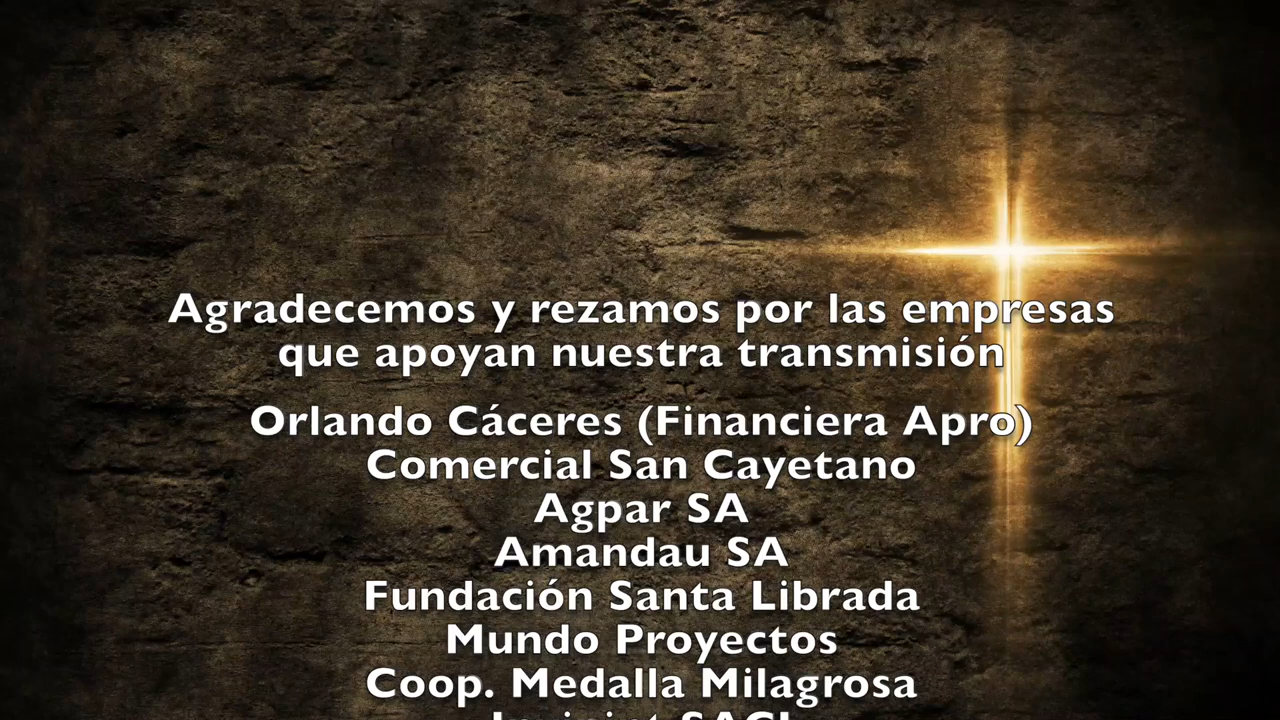 Agradecemos y rezamos por las empresas
que apoyan nuestra transmisión
Orlando Cáceres (Financiera Apro)
Comercial San Cayetano
Agpar SA
Amandau SA
Fundación Santa Librada
Mundo Proyectos
Coop. Medalla Milagrosa